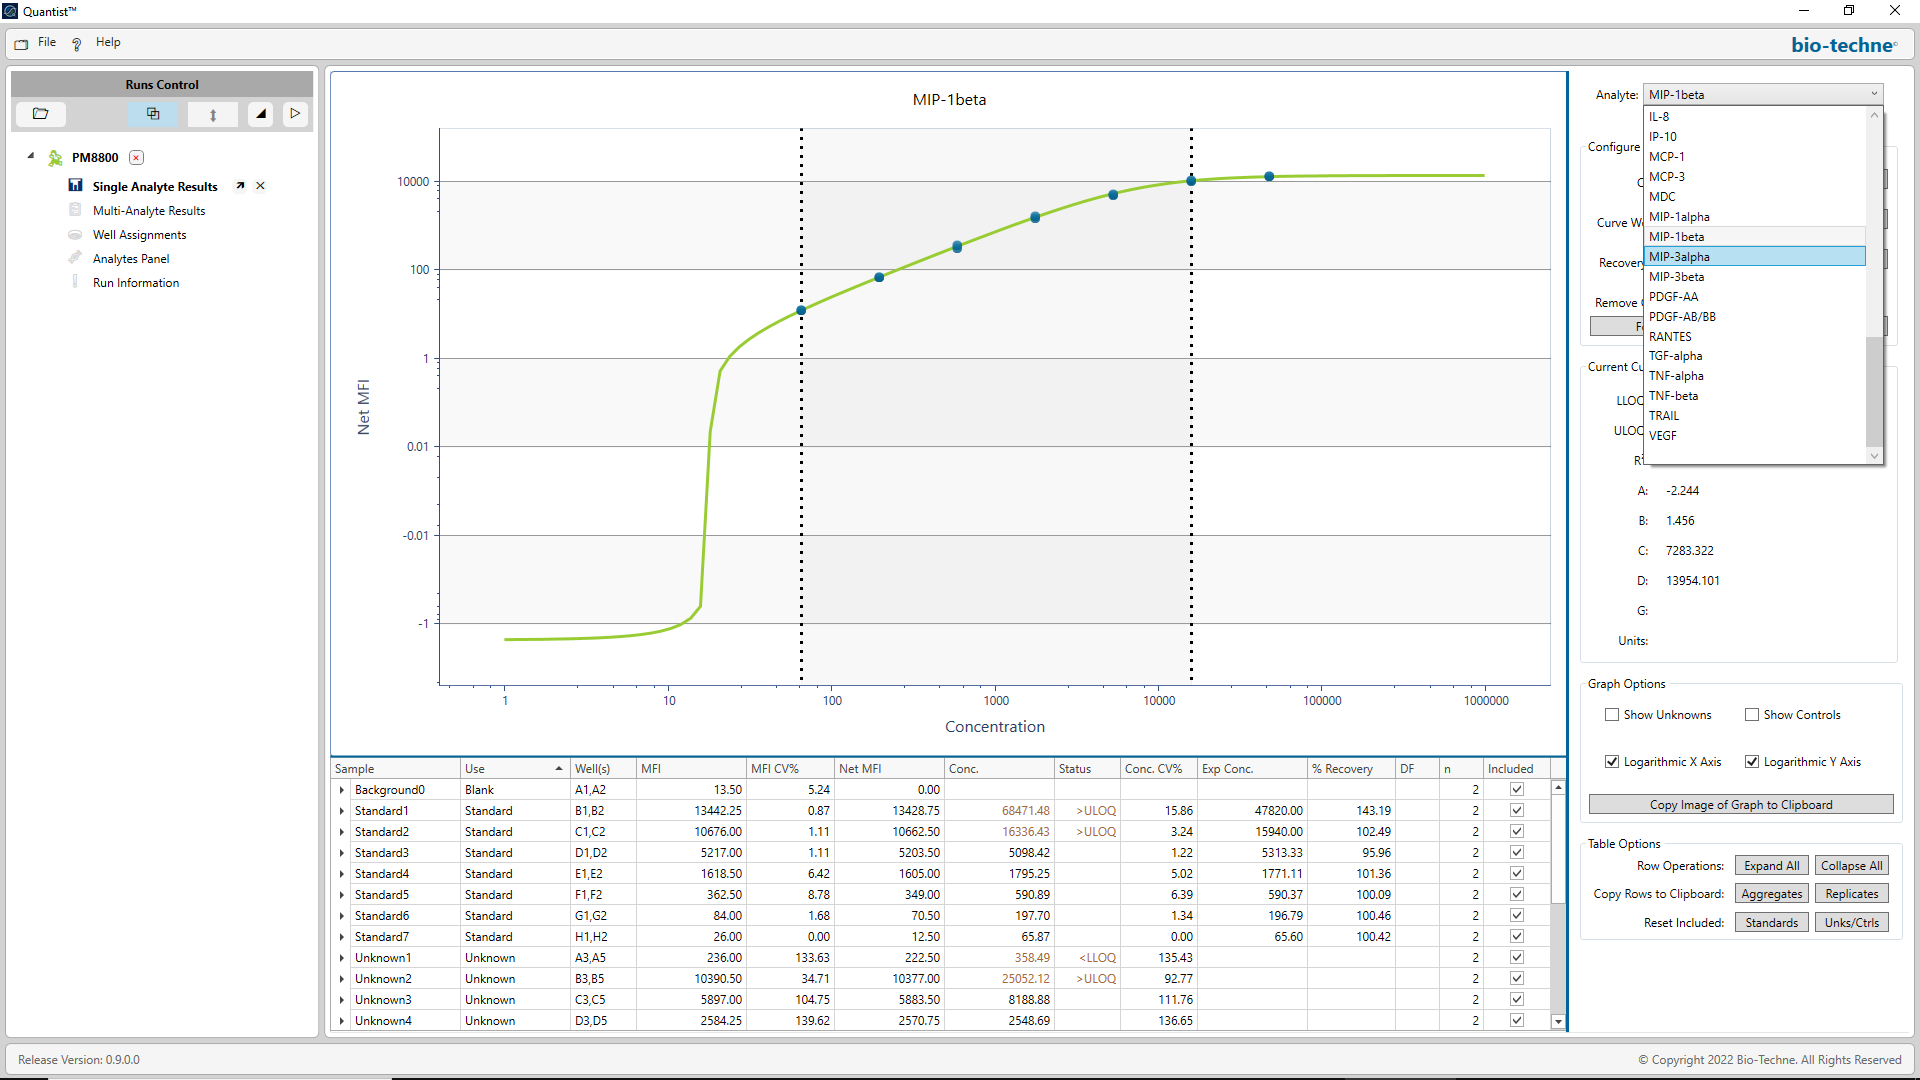 Quantist™
File Help
bio-techne
Runs Control
PM8800
Single Analyte Results
Multi-Analyte Results
Well Assignments
Analytes Panel
Run Information
MIP-1beta
Net MFI
10000
100
1
0.01
-0.01
-1
1 10 100 1000 10000 100000 1000000
Concentration
Analyte: MIP-1beta
IL-8
IP-10
MCP-1
MCP-3
MDC
MIP-1alpha
MIP-1beta
MIP-3alpha
MIP-3beta
PDGF-AA
PDGF-AB/BB
RANTES
TGF-alpha
TNF-alpha
TNF-beta
TRAIL
VEGF
Configure
Curve
Recovery
Remove
Current
A: -2.244
B: 1.456
C: 7283.322
D: 13954.101
G:
Units:
Graph Options
Show Unknowns Show Controls
Logarithmic X Axis Logarithmic Y Axis
Copy Image of Graph to Clipboard
Table Options
Row Operations: Expand All Collapse All
Copy Rows to Clipboard: Aggregates Replicates
Reset Included: Standards Unks/Ctrls
Sample Use Well(s) MFI MFI CV% Net MFI Conc. Status Conc. CV% Exp Conc. % Recovery DF n Included
Background0 Blank A1,A2 13.50 5.24 0.00 2
Standard1 Standard B1,B2 13442.25 0.87 13428.75 68471.48 >ULOQ 15.86 47820.00 143.19 2
Standard2 Standard C1,C2 10676.00 1.11 10662.50 16336.43 >ULOQ 3.24 15940.00 102.49 2
Standard3 Standard D1,D2 5217.00 1.11 5203.50 5098.42 1.22 5313.33 95.96 2
Standard4 Standard E1,E2 1618.50 6.42 1605.00 1795.25 5.02 1771.11 101.36 2
Standard5 Standard F1,F2 362.50 8.78 349.00 590.89 6.39 590.37 100.09 2
Standard6 Standard G1,G2 84.00 1.68 70.50 197.70 1.34 196.79 100.46 2
Standard7 Standard H1,H2 26.00 0.00 12.50 65.87 0.00 65.60 100.42 2
Unknown1 Unknown A3,A5 236.00 133.63 222.50 358.49 <LLOQ 135.43 2
Unknown2 Unknown B3,B5 10390.50 34.71 10377.00 25052.12 >ULOQ 92.77 2
Unknown3 Unknown C3,C5 5897.00 104.75 5883.50 8188.88 111.76 2
Unknown4 Unknown D3,D5 2584.25 139.62 2570.75 2548.69 136.65 2
Release Version: 0.9.0.0
© Copyright 2022 Bio-Techne. All Rights Reserved